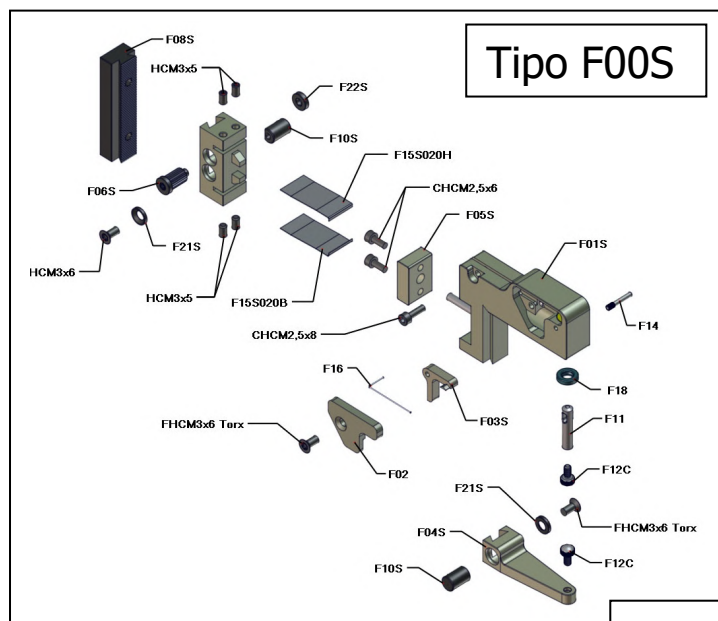 Tipo F00S
F08S
HCM3x5
F22S
F10S
F15S020H
CHCM2,5x6
F05S
F01S
F06S
F21S
HCM3x6
HCM3x5
F15S020B
CHCM2,5x8
F14
F16
F18
F03S
F11
FHCM3x6 Torx
F02
F12C
F21S
FHCM3x6 Torx
F04S
F12C
F10S